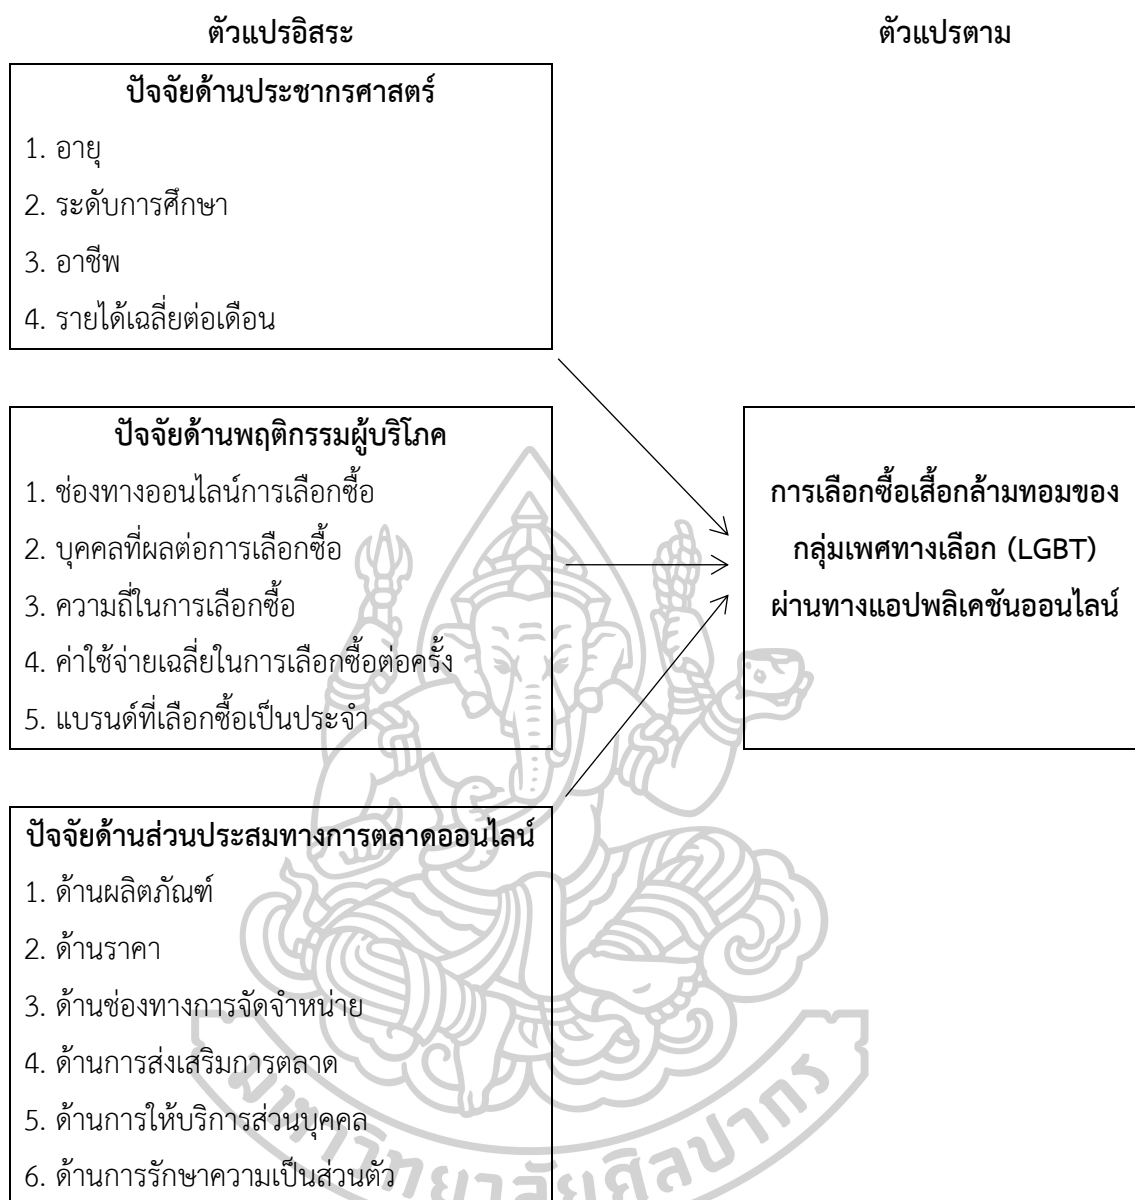 ตัวแปรอิสระ
ตัวแปรตาม
ปัจจัยด้านประชากรศาสตร์
1. อายุ
2. ระดับการศึกษา
3. อาชีพ
4. รายได้เฉลี่ยต่อเดือน
ปัจจัยด้านพฤติกรรมผู้บริโภค
1. ช่องทางออนไลน์การเลือกซื้อ
2. บุคคลที่ผลต่อการเลือกซื้อ
3. ความถี่ในการเลือกซื้อ
4. ค่าใช้จ่ายเฉลี่ยในการเลือกซื้อต่อครั้ง
5. แบรนด์ที่เลือกซื้อเป็นประจำ
การเลือกซื้อเสื้อกล้ามทอมของ
กลุ่มเพศทางเลือก (LGBT)
ผ่านทางแอปพลิเคชันออนไลน์
ปัจจัยด้านส่วนประสมทางการตลาดออนไลน์
1. ด้านผลิตภัณฑ์
2. ด้านราคา
3. ด้านช่องทางการจัดจำหน่าย
4. ด้านการส่งเสริมการตลาด
5. ด้านการให้บริการส่วนบุคคล
6. ด้านการรักษาความเป็นส่วนตัว
มหาวิทยาลัยศิลปากร